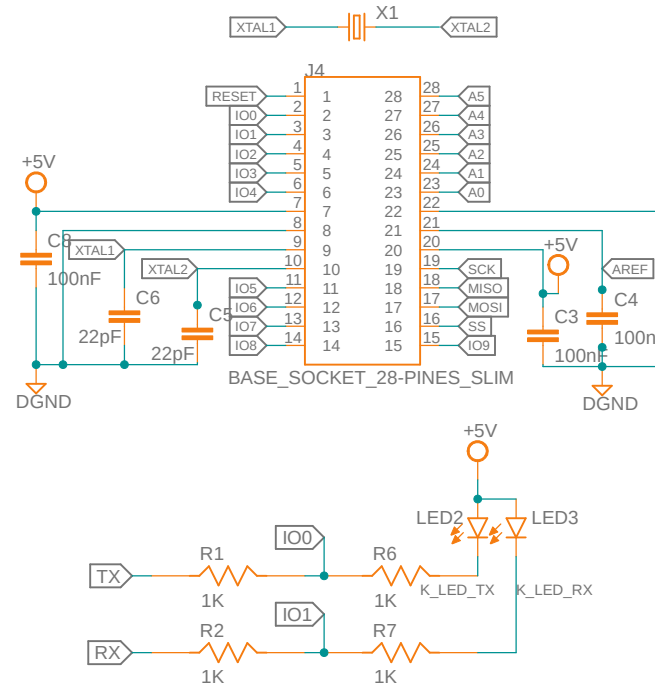 X1
XTAL1 XTAL2
J4
RESET 1 1 28 28 A5
IO0 2 2 27 27 A4
IO1 3 3 26 26 A3
IO2 4 4 25 25 A2
IO3 5 5 24 24 A1
IO4 6 6 23 23 A0
+5V
7 7 22 22
8 8 21 21
C8 XTAL1 9 9 20 20 +5V
100nF XTAL2 10 10 19 19 SCK AREF
IO5 11 11 18 18 MISO
C6 IO6 12 12 17 17 MOSI C4
C5 IO7 13 13 16 16 SS C3
22pF 100nF
22pF IO8 14 14 15 15 IO9 100nF
BASE_SOCKET_28-PINES_SLIM
DGND DGND
+5V
LED2 LED3
IO0
R1 R6
TX
1K 1K K_LED_TX K_LED_RX
IO1
R2 R7
RX
1K 1K